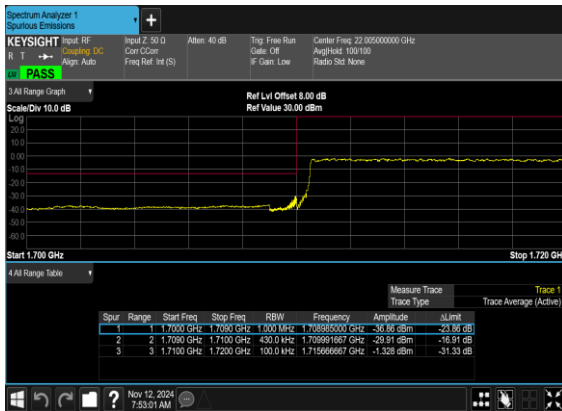 Spectrum Analyzer 1
Spurious Emissions
+
KEYSIGHT Input: RF Input Z: 50 Ω Atten: 40 dB Trig: Free Run Center Freq: 22.005000000 GHz
R T Coupling: DC Corr CCorr Gate: Off Avg|Hold: 100/100
Align: Auto Freq Ref: Int (S) IF Gain: Low Radio Std: None
PASS
3 All Range Graph
Ref Lvl Offset 8.00 dB
Scale/Div 10.0 dB Ref Value 30.00 dBm
Log
20.0
10.0
0.00
-10.0
-20.0
-30.0
-40.0
-50.0
-60.0
Start 1.700 GHz Stop 1.720 GH
4 All Range Table
Measure Trace Trace 1
Trace Type Trace Average (Active)
Spur Range Start Freq Stop Freq RBW Frequency Amplitude ΔLimit
1 1 1.7000 GHz 1.7090 GHz 1.000 MHz 1.708985000 GHz -36.86 dBm -23.86 dB
2 2 1.7090 GHz 1.7100 GHz 430.0 kHz 1.709991667 GHz -29.91 dBm -16.91 dB
3 3 1.7100 GHz 1.7200 GHz 100.0 kHz 1.715666667 GHz -1.328 dBm -31.33 dB
? Nov 12, 2024
7:53:01 AM